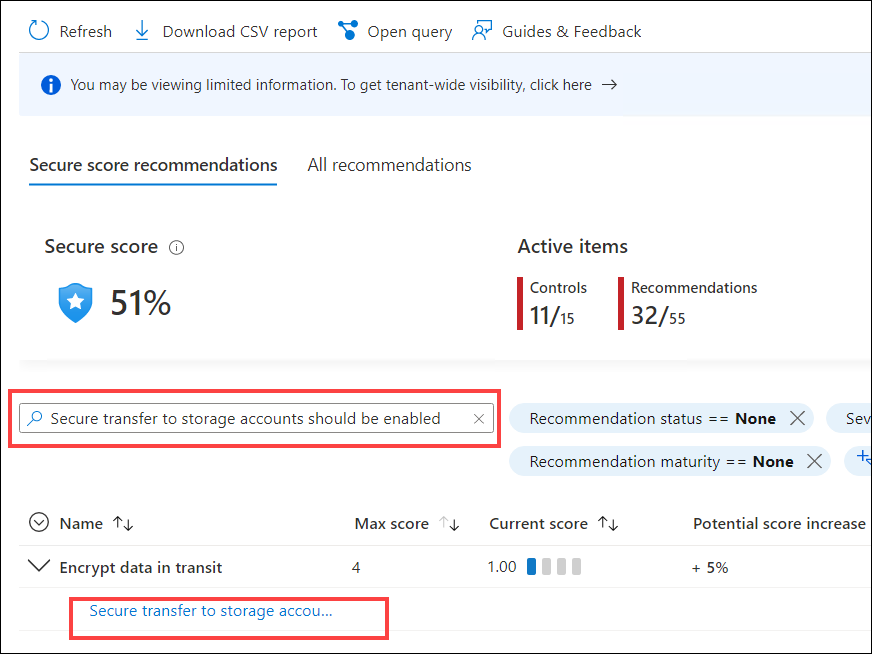 Refresh Download CSV report Open query Guides & Feedback
You may be viewing limited information. To get tenant-wide visibility, click here →
Secure score recommendations All recommendations
Secure score Active items
51%
Controls Recommendations
11/15 32/55
Secure transfer to storage accounts should be enabled
Recommendation status == None Sev
Recommendation maturity == None
Name Max score Current score Potential score increase
Encrypt data in transit 4 1.00 + 5%
Secure transfer to storage accou...